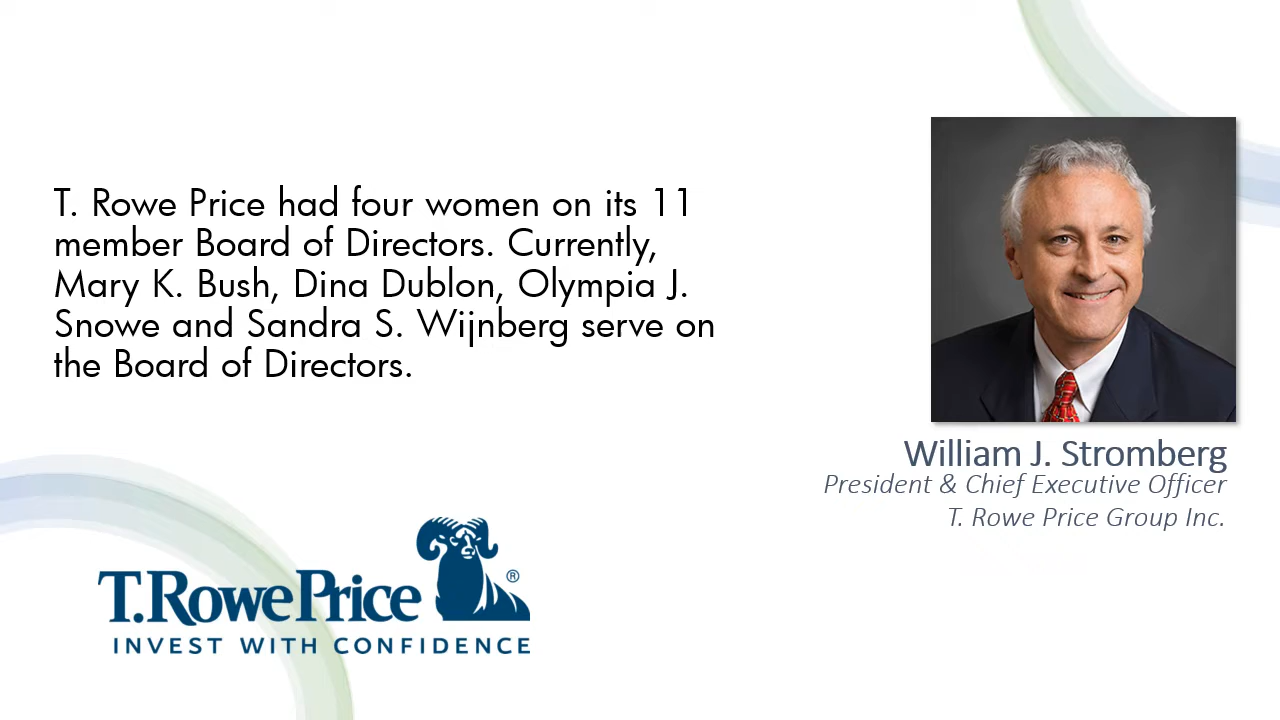 T. Rowe Price had four women on its 11
member Board of Directors. Currently,
Mary K. Bush, Dina Dublon, Olympia J.
Snowe and Sandra S. Wijnberg serve on
the Board of Directors.
William J. Stromberg
President & Chief Executive Officer
T. Rowe Price Group Inc.
T.RowePrice®
INVEST WITH CONFIDENCE